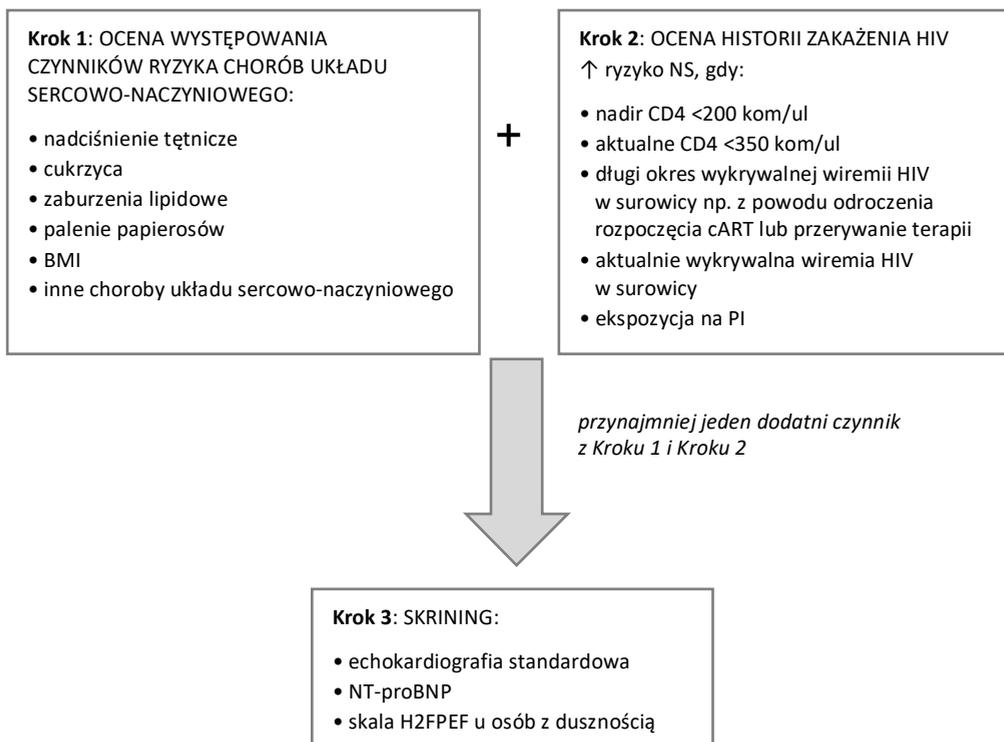 Krok 1: OCENA WYSTĘPOWANIA
CZYNNIKÓW RYZYKA CHORÓB UKŁADU
SERCOWO-NACZYNIOWEGO:
• nadciśnienie tętnicze
• cukrzyca
• zaburzenia lipidowe
• palenie papierosów
• BMI
• inne choroby układu sercowo-naczyniowego
+
Krok 2: OCENA HISTORII ZAKAŻENIA HIV
↑ ryzyko NS, gdy:
• nadir CD4 <200 kom/ul
• aktualne CD4 <350 kom/ul
• długi okres wykrywalnej wiremii HIV
w surowicy np. z powodu odroczenia
rozpoczęcia cART lub przerywanie terapii
• aktualnie wykrywalna wiremia HIV
w surowicy
• ekspozycja na PI
przynajmniej jeden dodatni czynnik
z Kroku 1 i Kroku 2
Krok 3: SKRINING:
• echokardiografia standardowa
• NT-proBNP
• skala H2FPEF u osób z dusznością